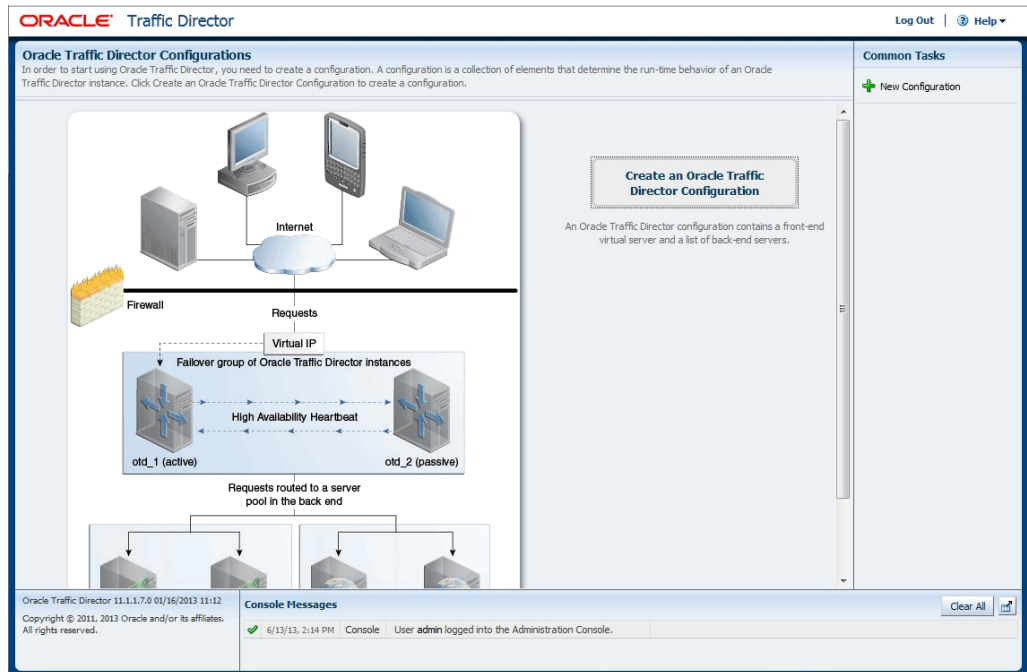 ORACLE® Traffic Director
Log Out | Help
Oracle Traffic Director Configurations
In order to start using Oracle Traffic Director, you need to create a configuration. A configuration is a collection of elements that determine the run-time behavior of an Oracle
Traffic Director instance. Click Create an Oracle Traffic Director Configuration to create a configuration.
Common Tasks
New Configuration
Internet
Firewall
Requests
Virtual IP
Failover group of Oracle Traffic Director instances
High Availability Heartbeat
otd_1 (active)
otd_2 (passive)
Requests routed to a server
pool in the back end
Create an Oracle Traffic
Director Configuration
An Oracle Traffic Director configuration contains a front-end
virtual server and a list of back-end servers.
Oracle Traffic Director 11.1.1.7.0 01/16/2013 11:12
Copyright © 2011, 2013 Oracle and/or its affiliates.
All rights reserved.
Console Messages
Clear All
6/13/13, 2:14 PM Console User admin logged into the Administration Console.